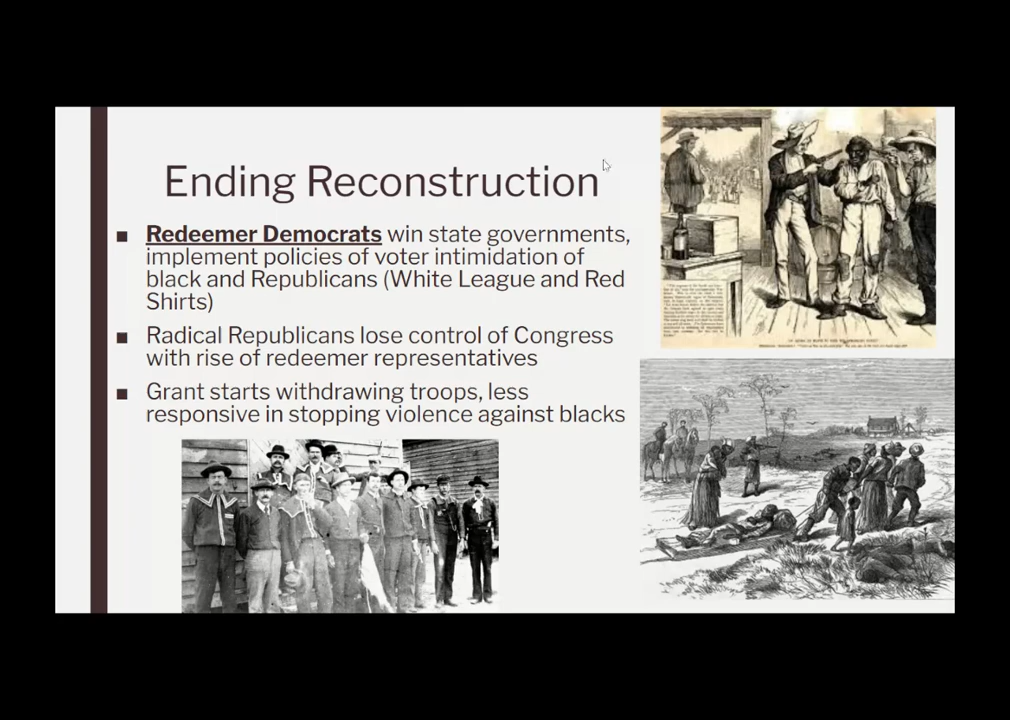 Ending Reconstruction
■ Redeemer Democrats win state governments,
implement policies of voter intimidation of
black and Republicans (White League and Red
Shirts)
■ Radical Republicans lose control of Congress
with rise of redeemer representatives
■ Grant starts withdrawing troops, less
responsive in stopping violence against blacks